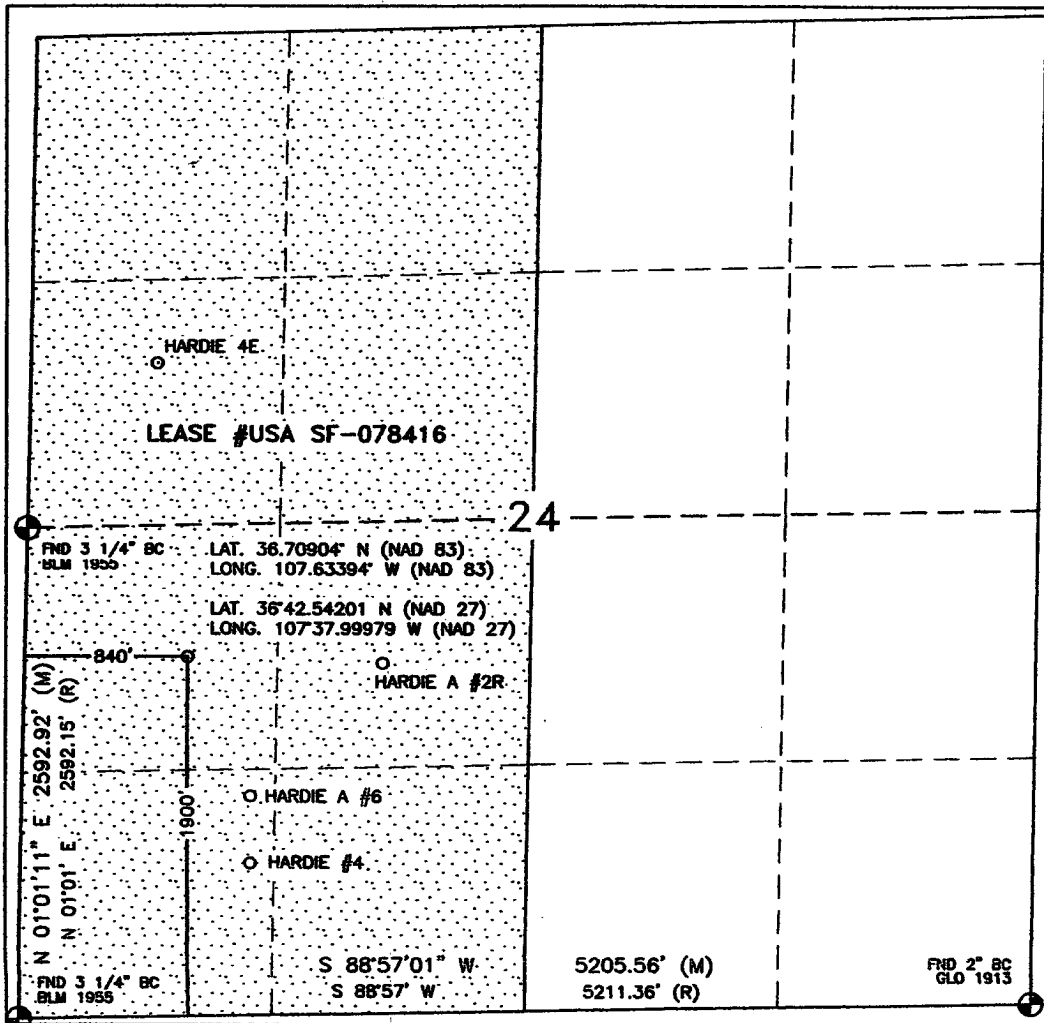 HARDIE 4E
LEASE #USA SF-078416
24
FND 3 1/4" BC
BLM 1955
LAT. 36.70904° N (NAD 83)
LONG. 107.63394° W (NAD 83)
LAT. 36°42.54201 N (NAD 27)
LONG. 107°37.99979 W (NAD 27)
840'
HARDIE A #2R
N 01°01'11" E 2592.92' (M)
N 01°01' E 2592.15' (R)
1900'
HARDIE A #6
HARDIE #4
S 88°57'01" W 5205.56' (M)
S 88°57' W 5211.36' (R)
FND 3 1/4" BC
BLM 1955
FND 2" BC
GLO 1913